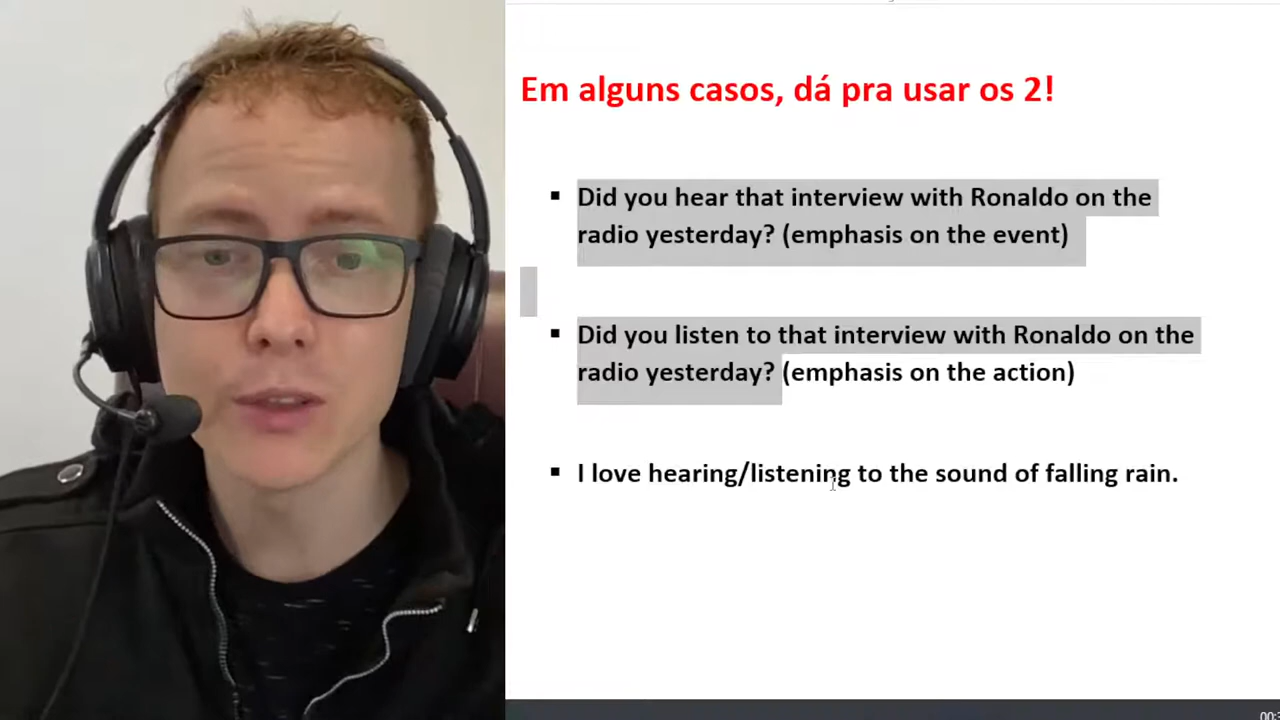 Em alguns casos, dá pra usar os 2!
▪ Did you hear that interview with Ronaldo on the
radio yesterday? (emphasis on the event)
▪ Did you listen to that interview with Ronaldo on the
radio yesterday? (emphasis on the action)
▪ I love hearing/listening to the sound of falling rain.